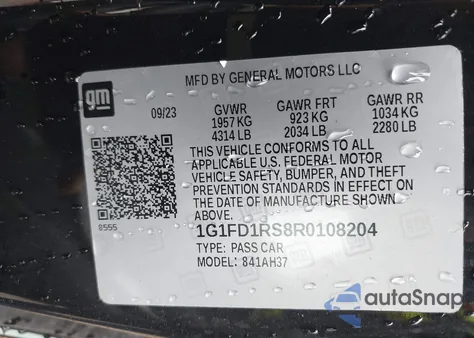 MFD BY GENERAL MOTORS LLC
gm
09/23 GVWR GAWR FRT GAWR RR
1957 KG 923 KG 1034 KG
4314 LB 2034 LB 2280 LB
THIS VEHICLE CONFORMS TO ALL
APPLICABLE U.S. FEDERAL MOTOR
VEHICLE SAFETY, BUMPER, AND THEFT
PREVENTION STANDARDS IN EFFECT ON
THE DATE OF MANUFACTURE SHOWN
ABOVE.
8555
1G1FD1RS8R0108204
TYPE: PASS CAR
MODEL: 841AH37
autoSnap